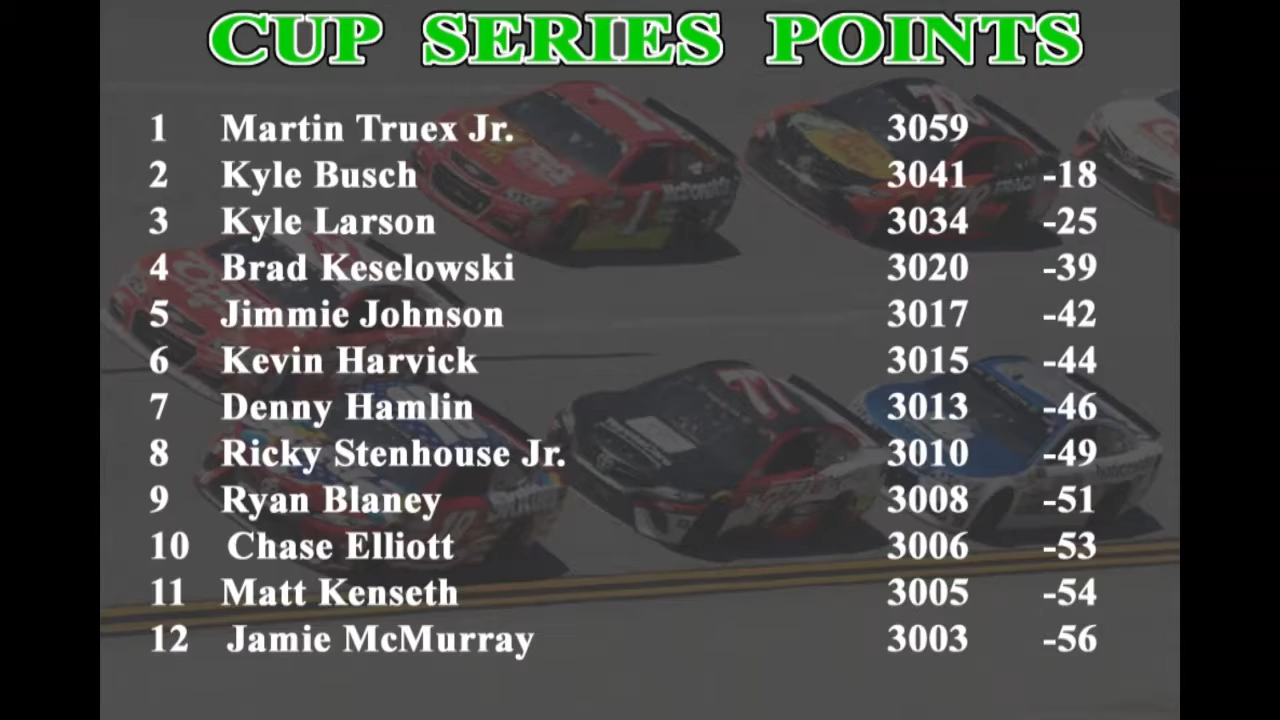 CUP SERIES POINTS
1 Martin Truex Jr. 3059
2 Kyle Busch 3041 -18
3 Kyle Larson 3034 -25
4 Brad Keselowski 3020 -39
5 Jimmie Johnson 3017 -42
6 Kevin Harvick 3015 -44
7 Denny Hamlin 3013 -46
8 Ricky Stenhouse Jr. 3010 -49
9 Ryan Blaney 3008 -51
10 Chase Elliott 3006 -53
11 Matt Kenseth 3005 -54
12 Jamie McMurray 3003 -56